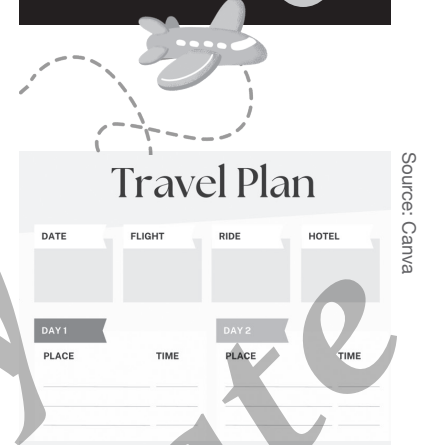 Travel Plan
DATE FLIGHT RIDE HOTEL
DAY 1 DAY 2
PLACE TIME PLACE TIME
Source: Canva